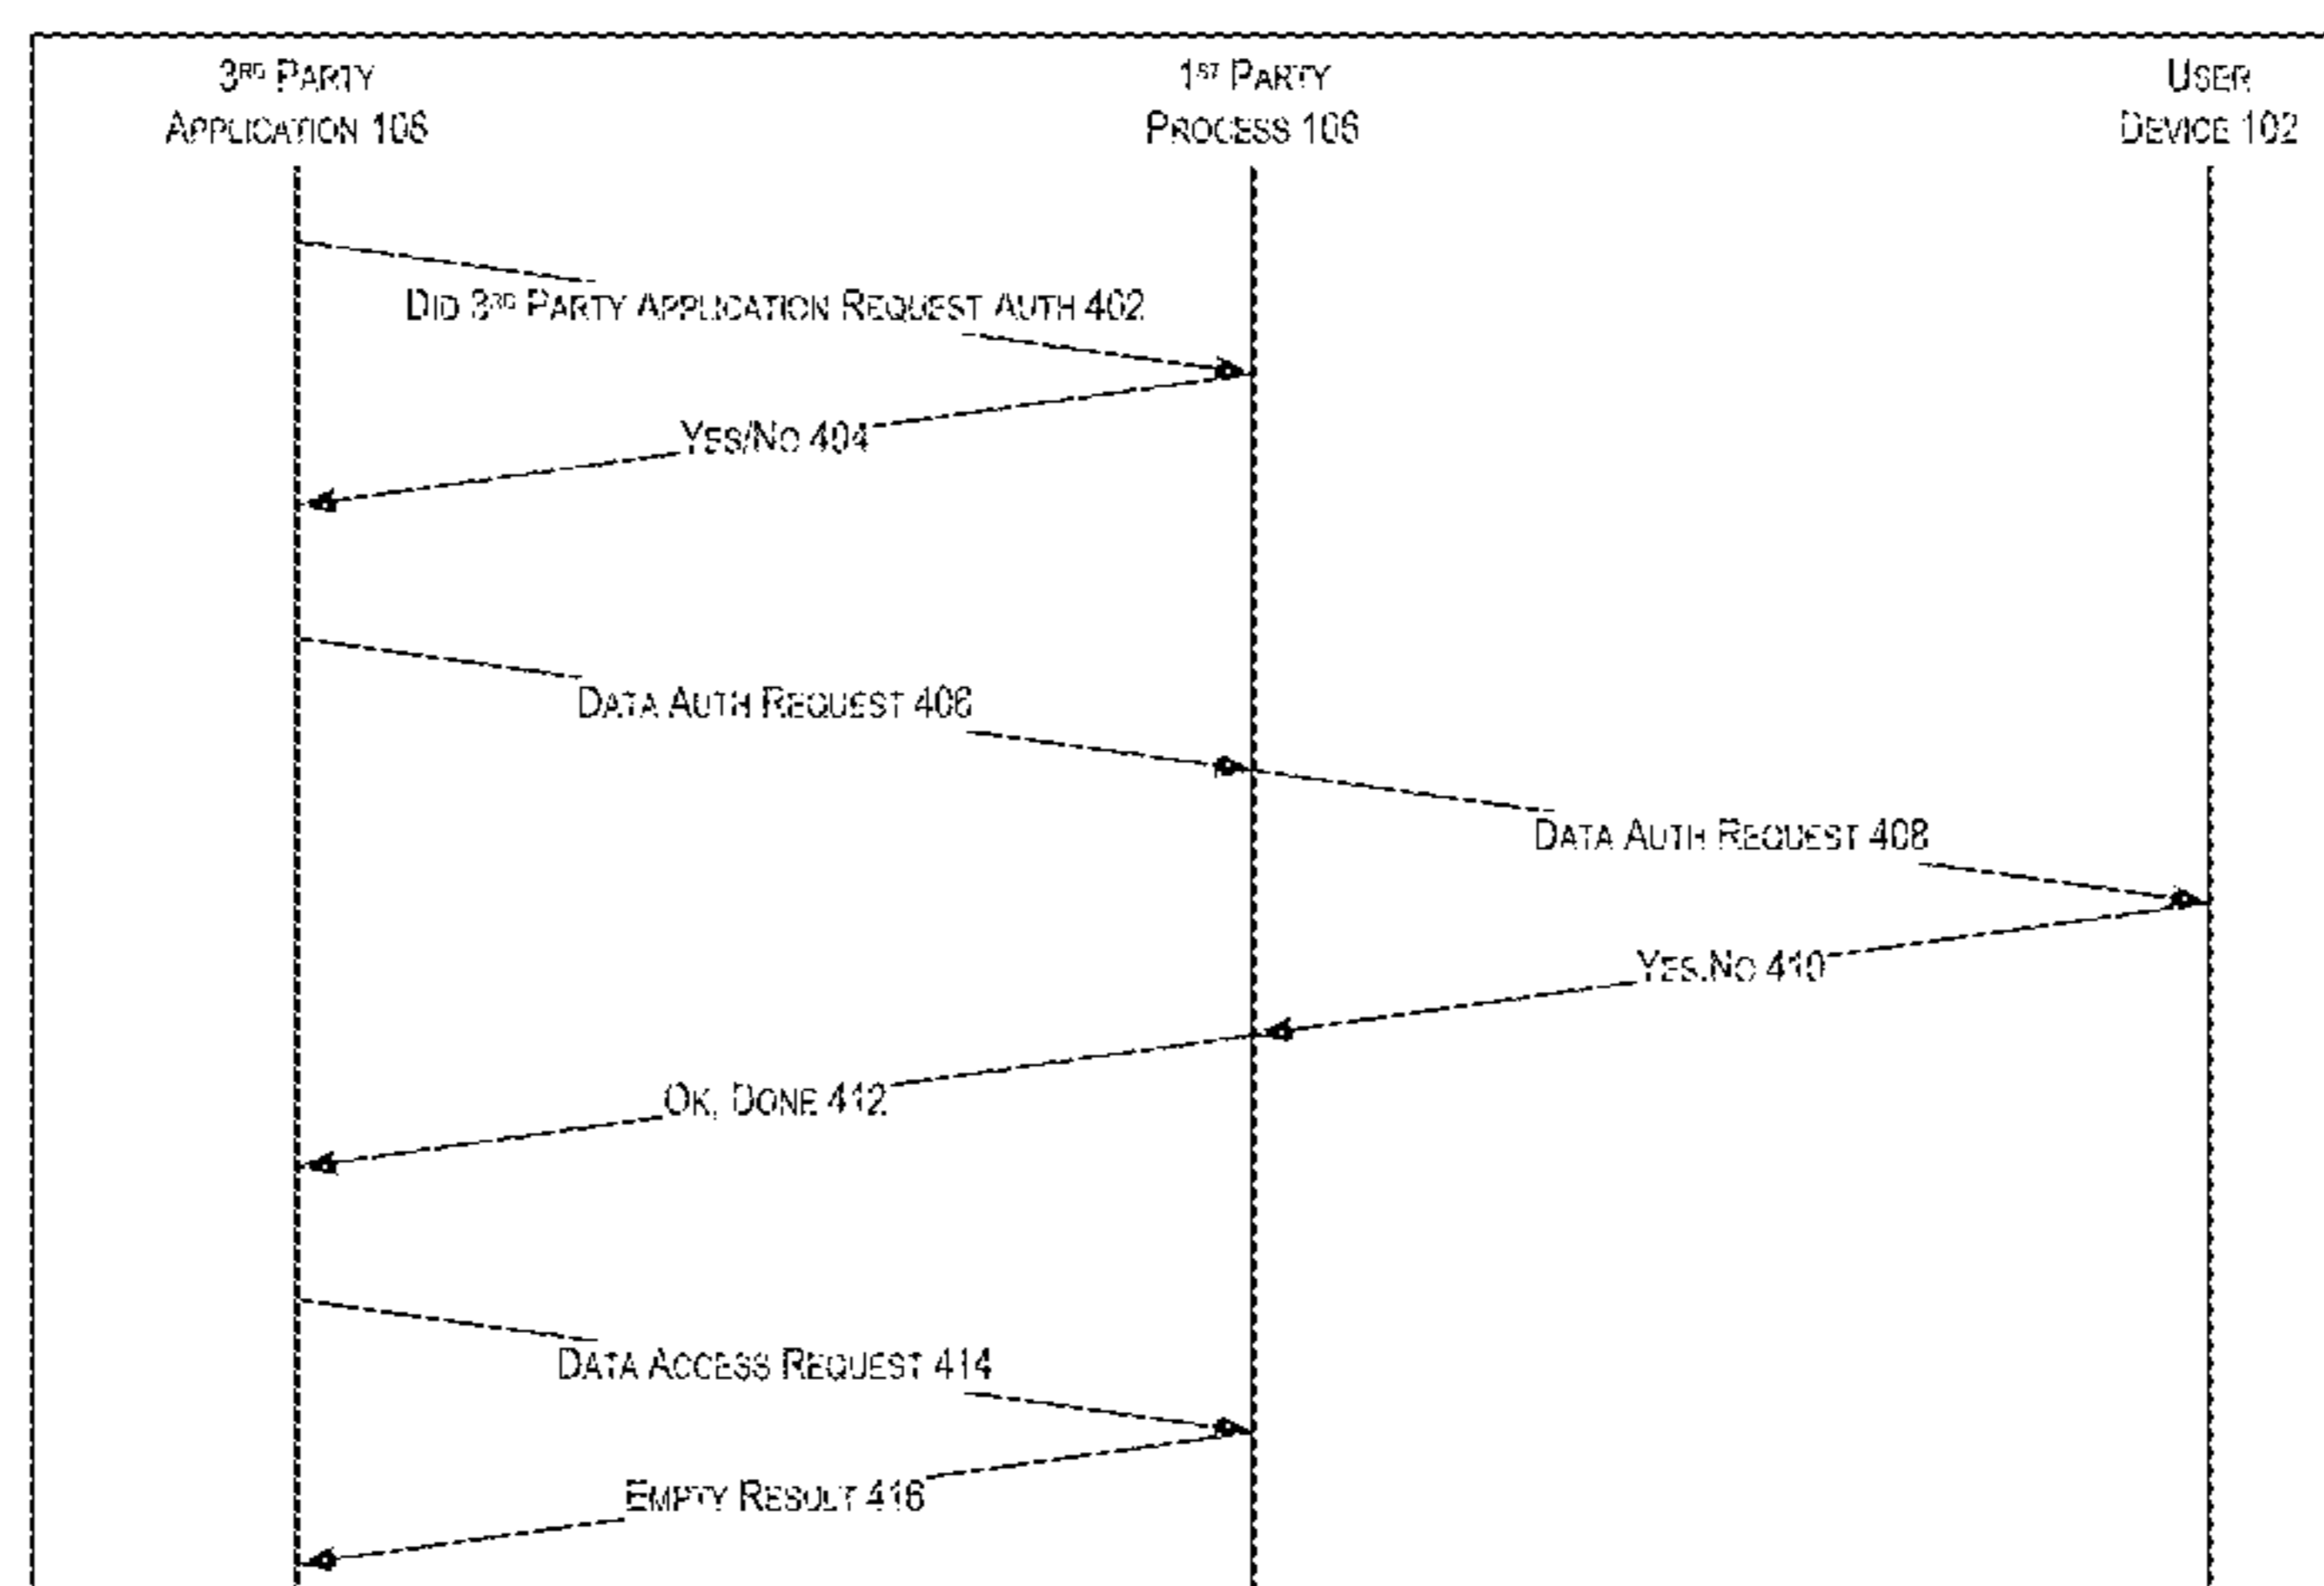 3RD PARTY
APPLICATION 108
1ST PARTY
PROCESS 106
USER
DEVICE 102
DID 3RD PARTY APPLICATION REQUEST AUTH 402
YES/NO 404
DATA AUTH REQUEST 406
DATA AUTH REQUEST 408
YES/NO 410
OK, DONE 412
DATA ACCESS REQUEST 414
EMPTY RESULT 416